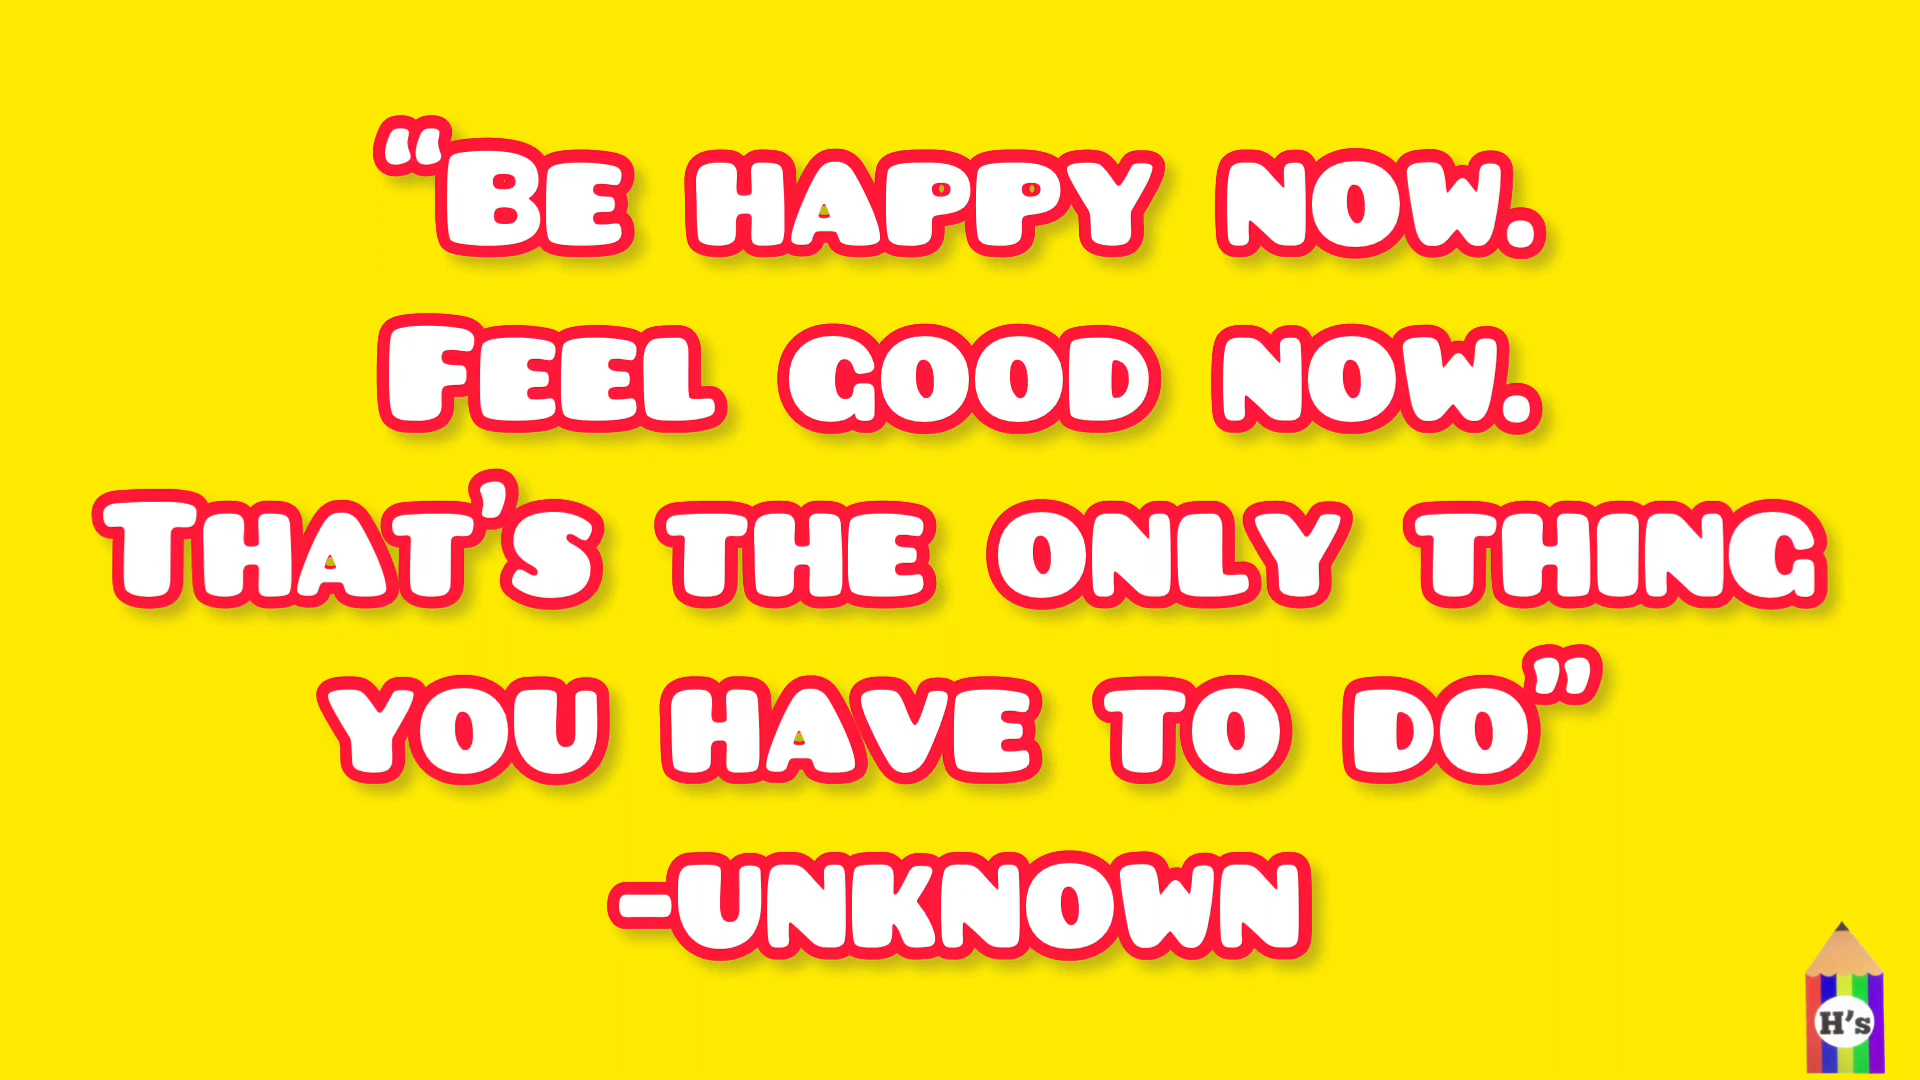 “Be happy now.
Feel good now.
That’s the only thing
you have to do”
-unknown
H's